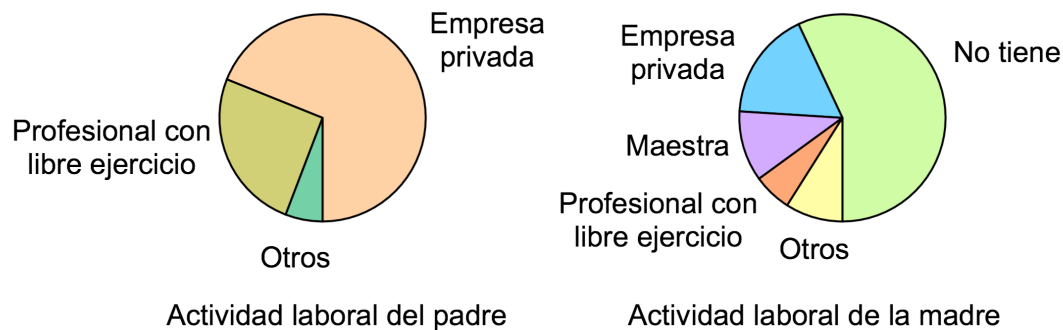 Empresa
privada
Profesional con
libre ejercicio
Otros
Actividad laboral del padre
Empresa
privada
No tiene
Maestra
Profesional con
libre ejercicio
Otros
Actividad laboral de la madre